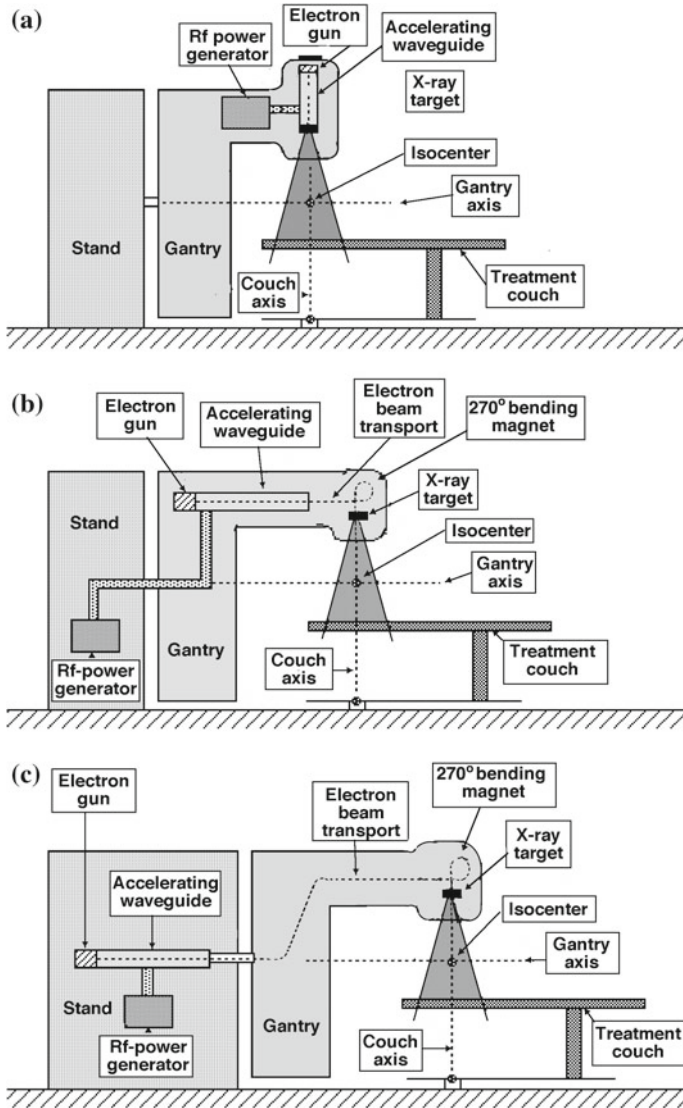 (a)
Electron
gun
Accelerating
waveguide
Rf power
generator
X-ray
target
Isocenter
Gantry
axis
Stand
Gantry
Couch
axis
Treatment
couch
(b)
Electron
gun
Accelerating
waveguide
Electron
beam
transport
270° bending
magnet
X-ray
target
Stand
Isocenter
Gantry
axis
Gantry
Rf-power
generator
Couch
axis
Treatment
couch
(c)
Electron
gun
Electron
beam
transport
270° bending
magnet
X-ray
target
Accelerating
waveguide
Isocenter
Gantry
axis
Stand
Gantry
Rf-power
generator
Couch
axis
Treatment
couch